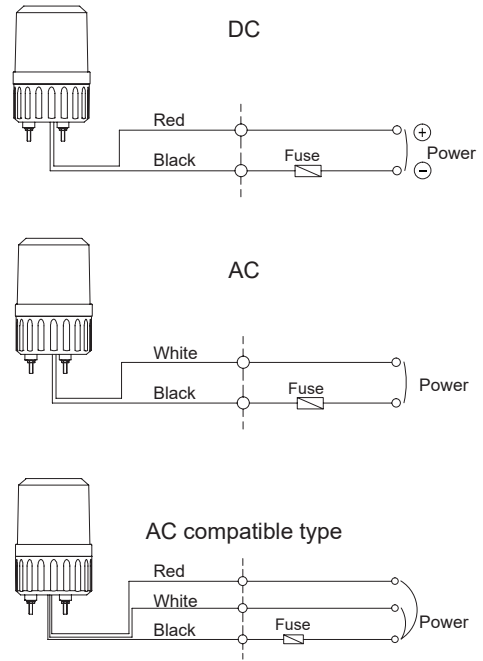 DC
Red
Black
Fuse
+
Power
−
AC
White
Black
Fuse
Power
AC compatible type
Red
White
Black
Fuse
Power